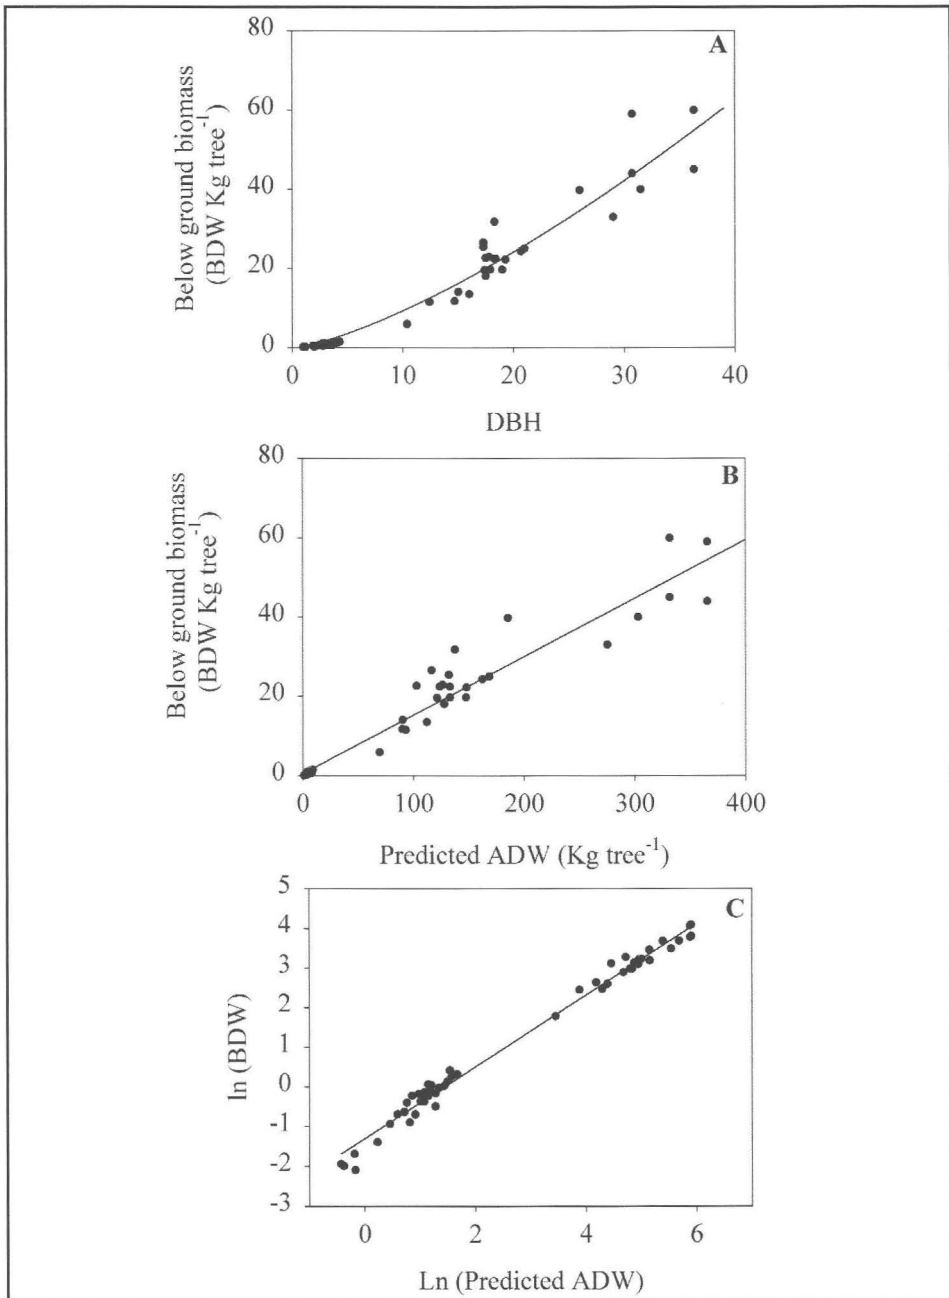 A
80
60
40
20
0
Below ground biomass
(BDW Kg tree-1)
0 10 20 30 40
DBH
B
80
60
40
20
0
Below ground biomass
(BDW Kg tree-1)
0 100 200 300 400
Predicted ADW (Kg tree-1)
C
5
4
3
2
1
0
-1
-2
-3
ln (BDW)
0 2 4 6
Ln (Predicted ADW)